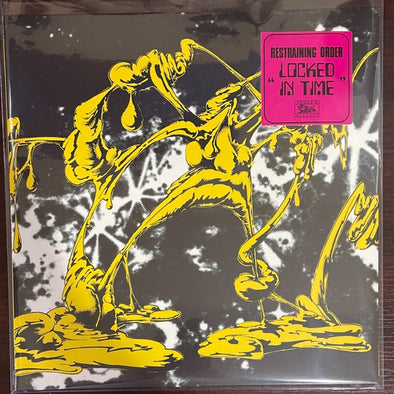 RESTRAINING ORDER
"LOCKED
IN TIME"